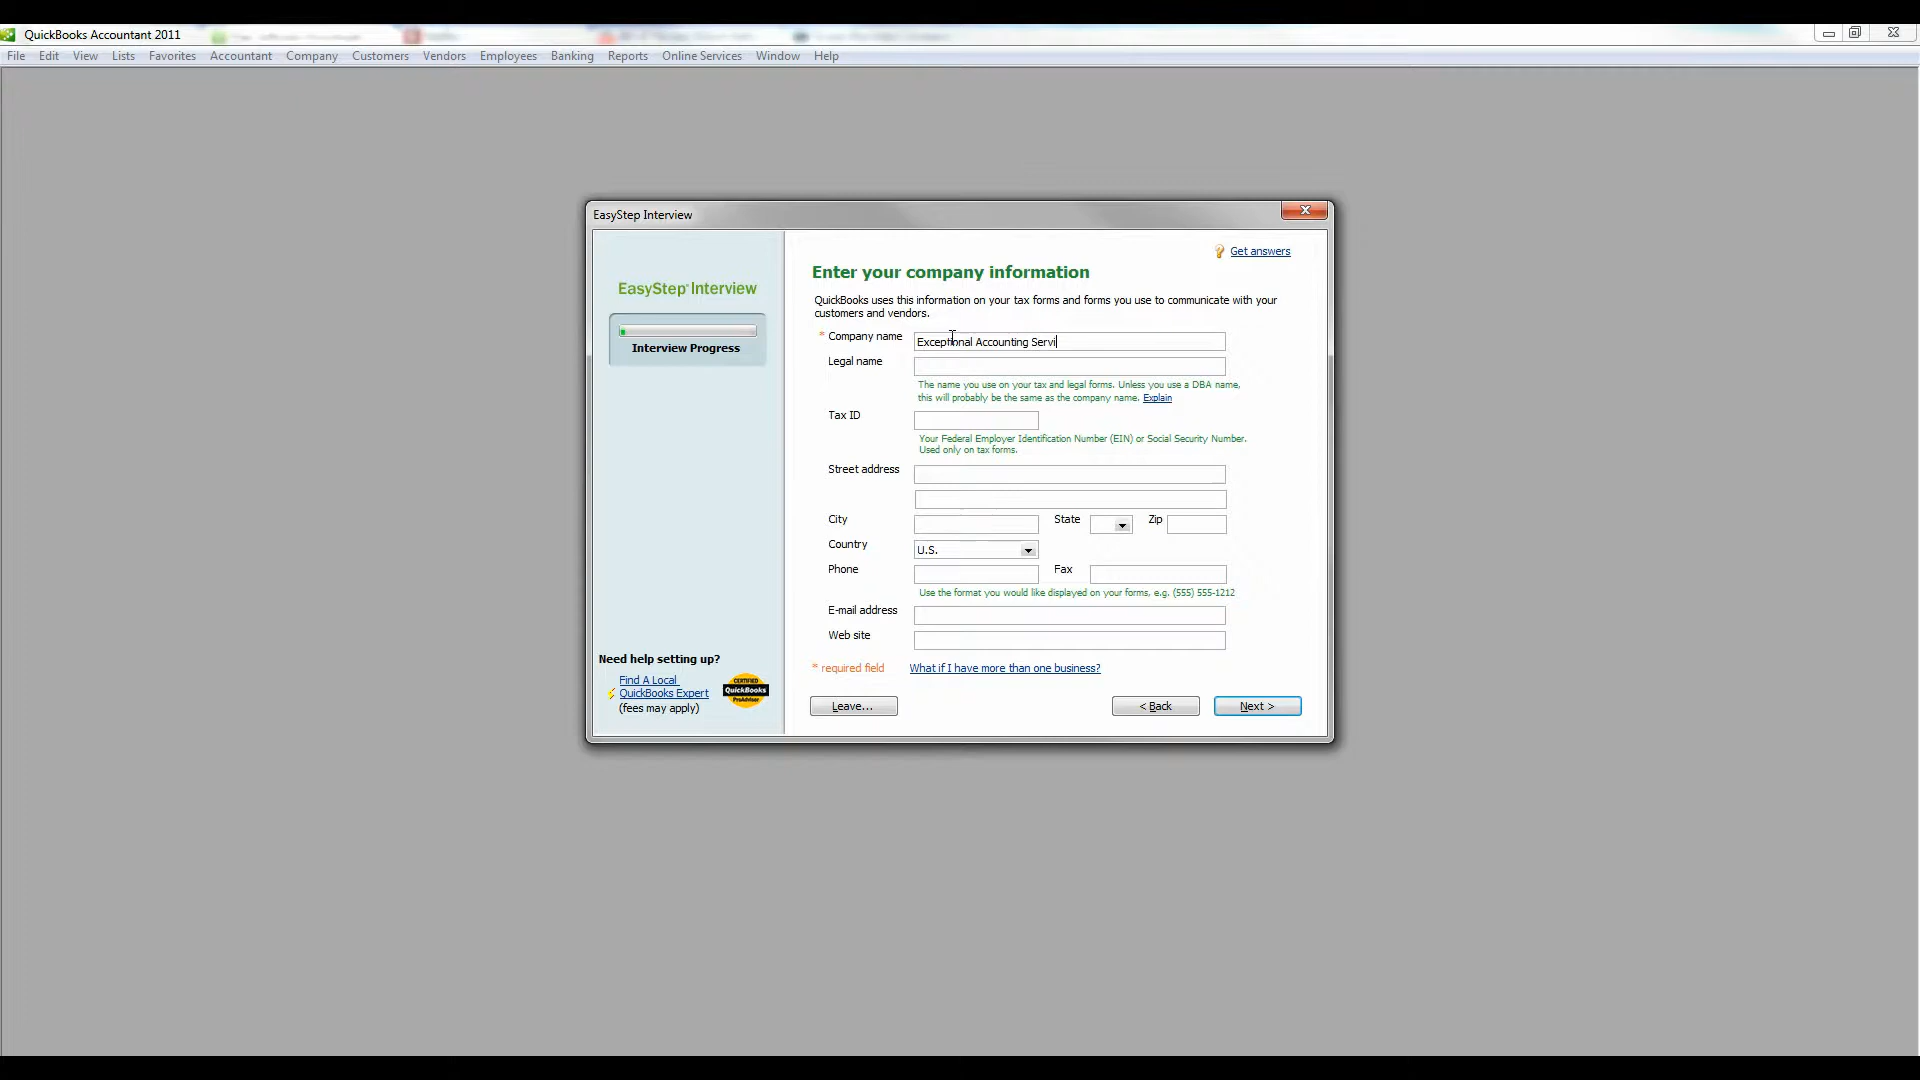 QuickBooks Accountant 2011
File Edit View Lists Favorites Accountant Company Customers Vendors Employees Banking Reports Online Services Window Help
EasyStep Interview
Get answers
EasyStep® Interview
Interview Progress
Enter your company information
QuickBooks uses this information on your tax forms and forms you use to communicate with your
customers and vendors.
* Company name Exceptional Accounting Servi
Legal name
The name you use on your tax and legal forms. Unless you use a DBA name,
this will probably be the same as the company name. Explain
Tax ID
Your Federal Employer Identification Number (EIN) or Social Security Number.
Used only on tax forms.
Street address
City State Zip
Country U.S.
Phone Fax
Use the format you would like displayed on your forms, e.g. (555) 555-1212
E-mail address
Web site
* required field What if I have more than one business?
Need help setting up?
Find A Local
QuickBooks Expert
(fees may apply)
CERTIFIED
QuickBooks
ProAdvisor
Leave... < Back Next >